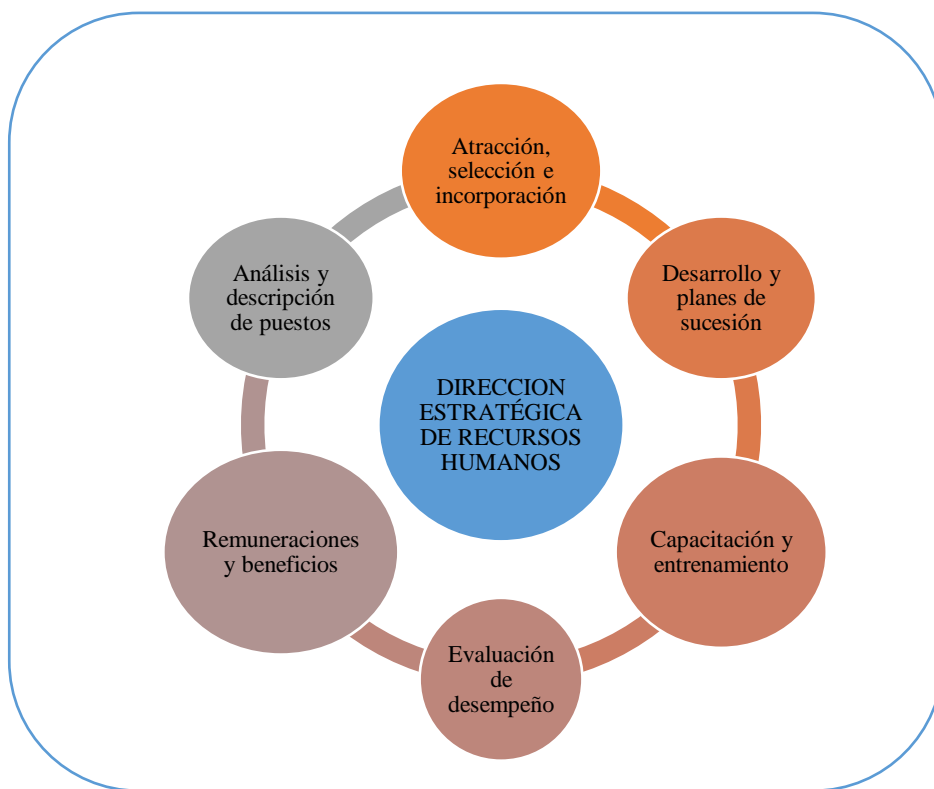 Atracción,
selección e
incorporación
Desarrollo y
planes de
sucesión
Capacitación y
entrenamiento
Evaluación
de
desempeño
Remuneraciones
y beneficios
Análisis y
descripción
de puestos
DIRECCION
ESTRATÉGICA
DE RECURSOS
HUMANOS